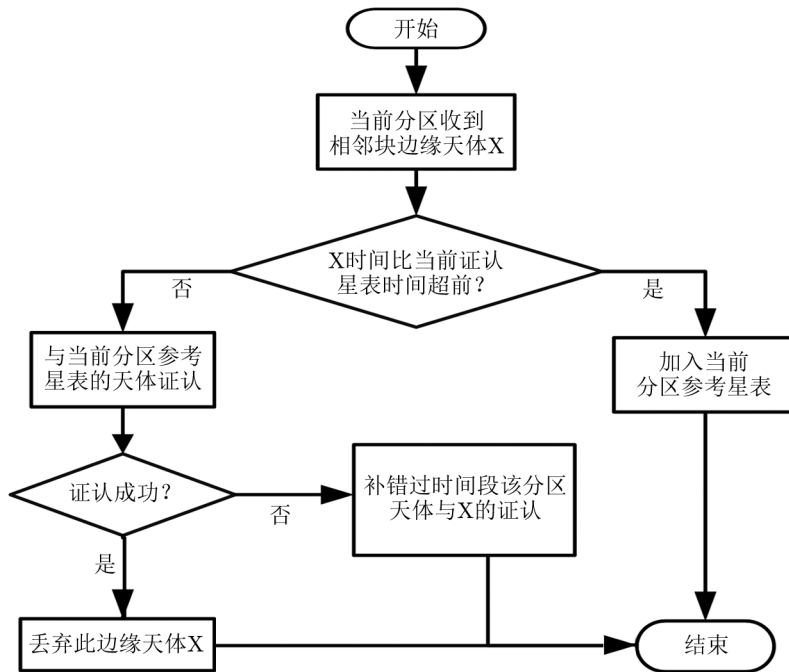 开始
当前分区收到
相邻块边缘天体X
X时间比当前证认
星表时间超前?
否
是
与当前分区参考
星表的天体证认
加入当前
分区参考星表
证认成功?
否
补错过时间段该分区
天体与X的证认
是
丢弃此边缘天体X
结束